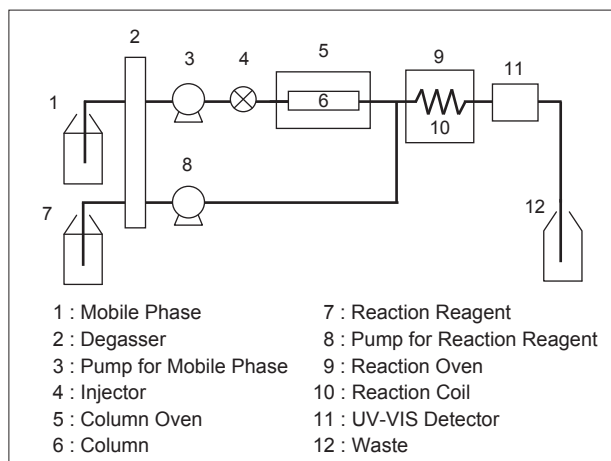 2
3
4
5
9
11
1
6
10
8
7
12
1 : Mobile Phase
2 : Degasser
3 : Pump for Mobile Phase
4 : Injector
5 : Column Oven
6 : Column
7 : Reaction Reagent
8 : Pump for Reaction Reagent
9 : Reaction Oven
10 : Reaction Coil
11 : UV-VIS Detector
12 : Waste